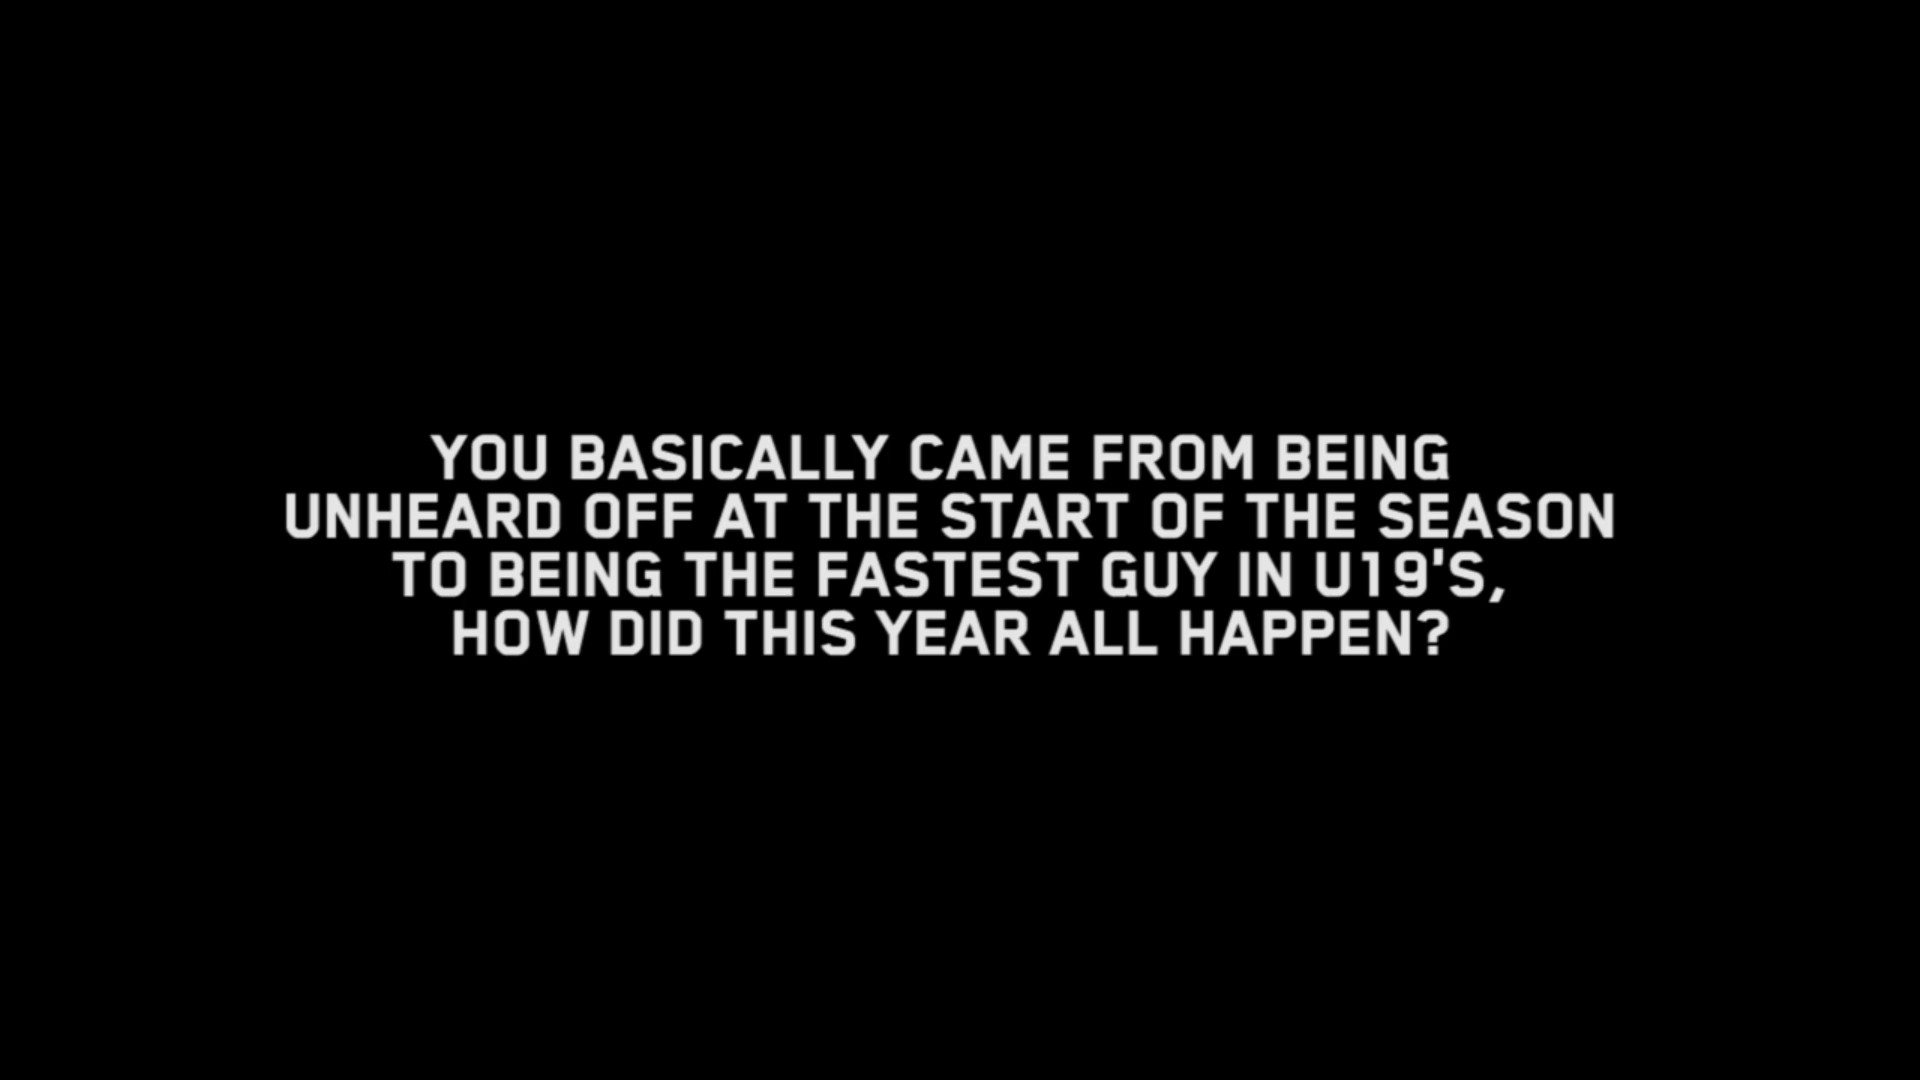 YOU BASICALLY CAME FROM BEING
UNHEARD OFF AT THE START OF THE SEASON
TO BEING THE FASTEST GUY IN U19'S,
HOW DID THIS YEAR ALL HAPPEN?